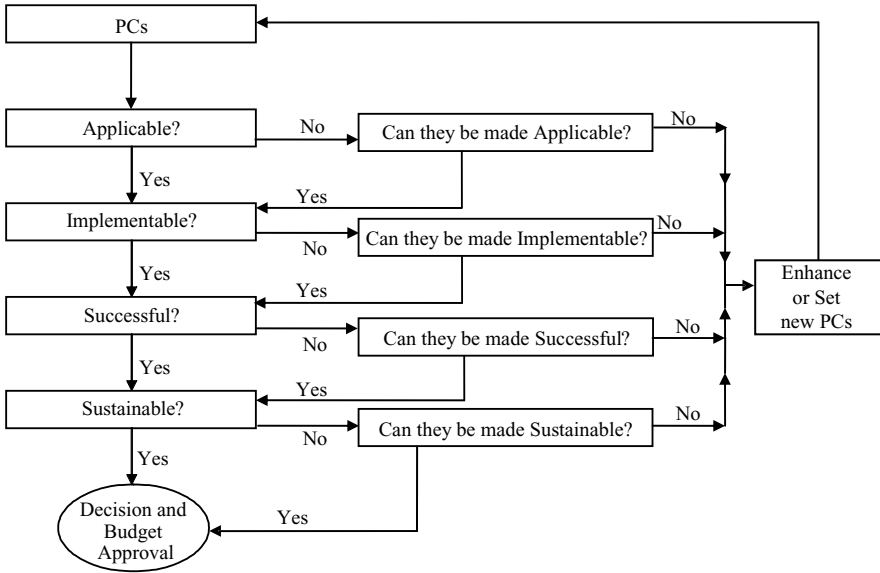 PCs
Applicable?
No
Can they be made Applicable?
No
Yes
Yes
Implementable?
No
Can they be made Implementable?
No
Yes
Yes
Enhance
or Set
new PCs
Successful?
No
Can they be made Successful?
No
Yes
Yes
Sustainable?
No
Can they be made Sustainable?
No
Yes
Decision and
Budget
Approval
Yes